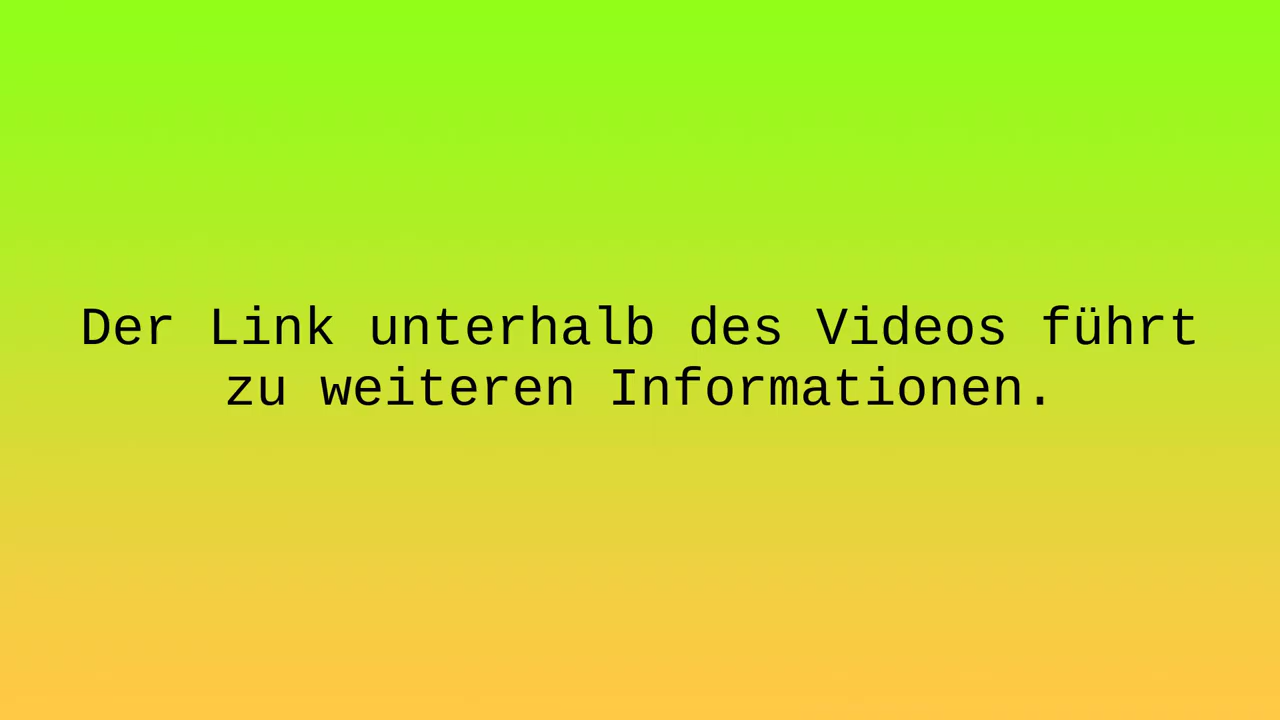 Der Link unterhalb des Videos führt
zu weiteren Informationen.